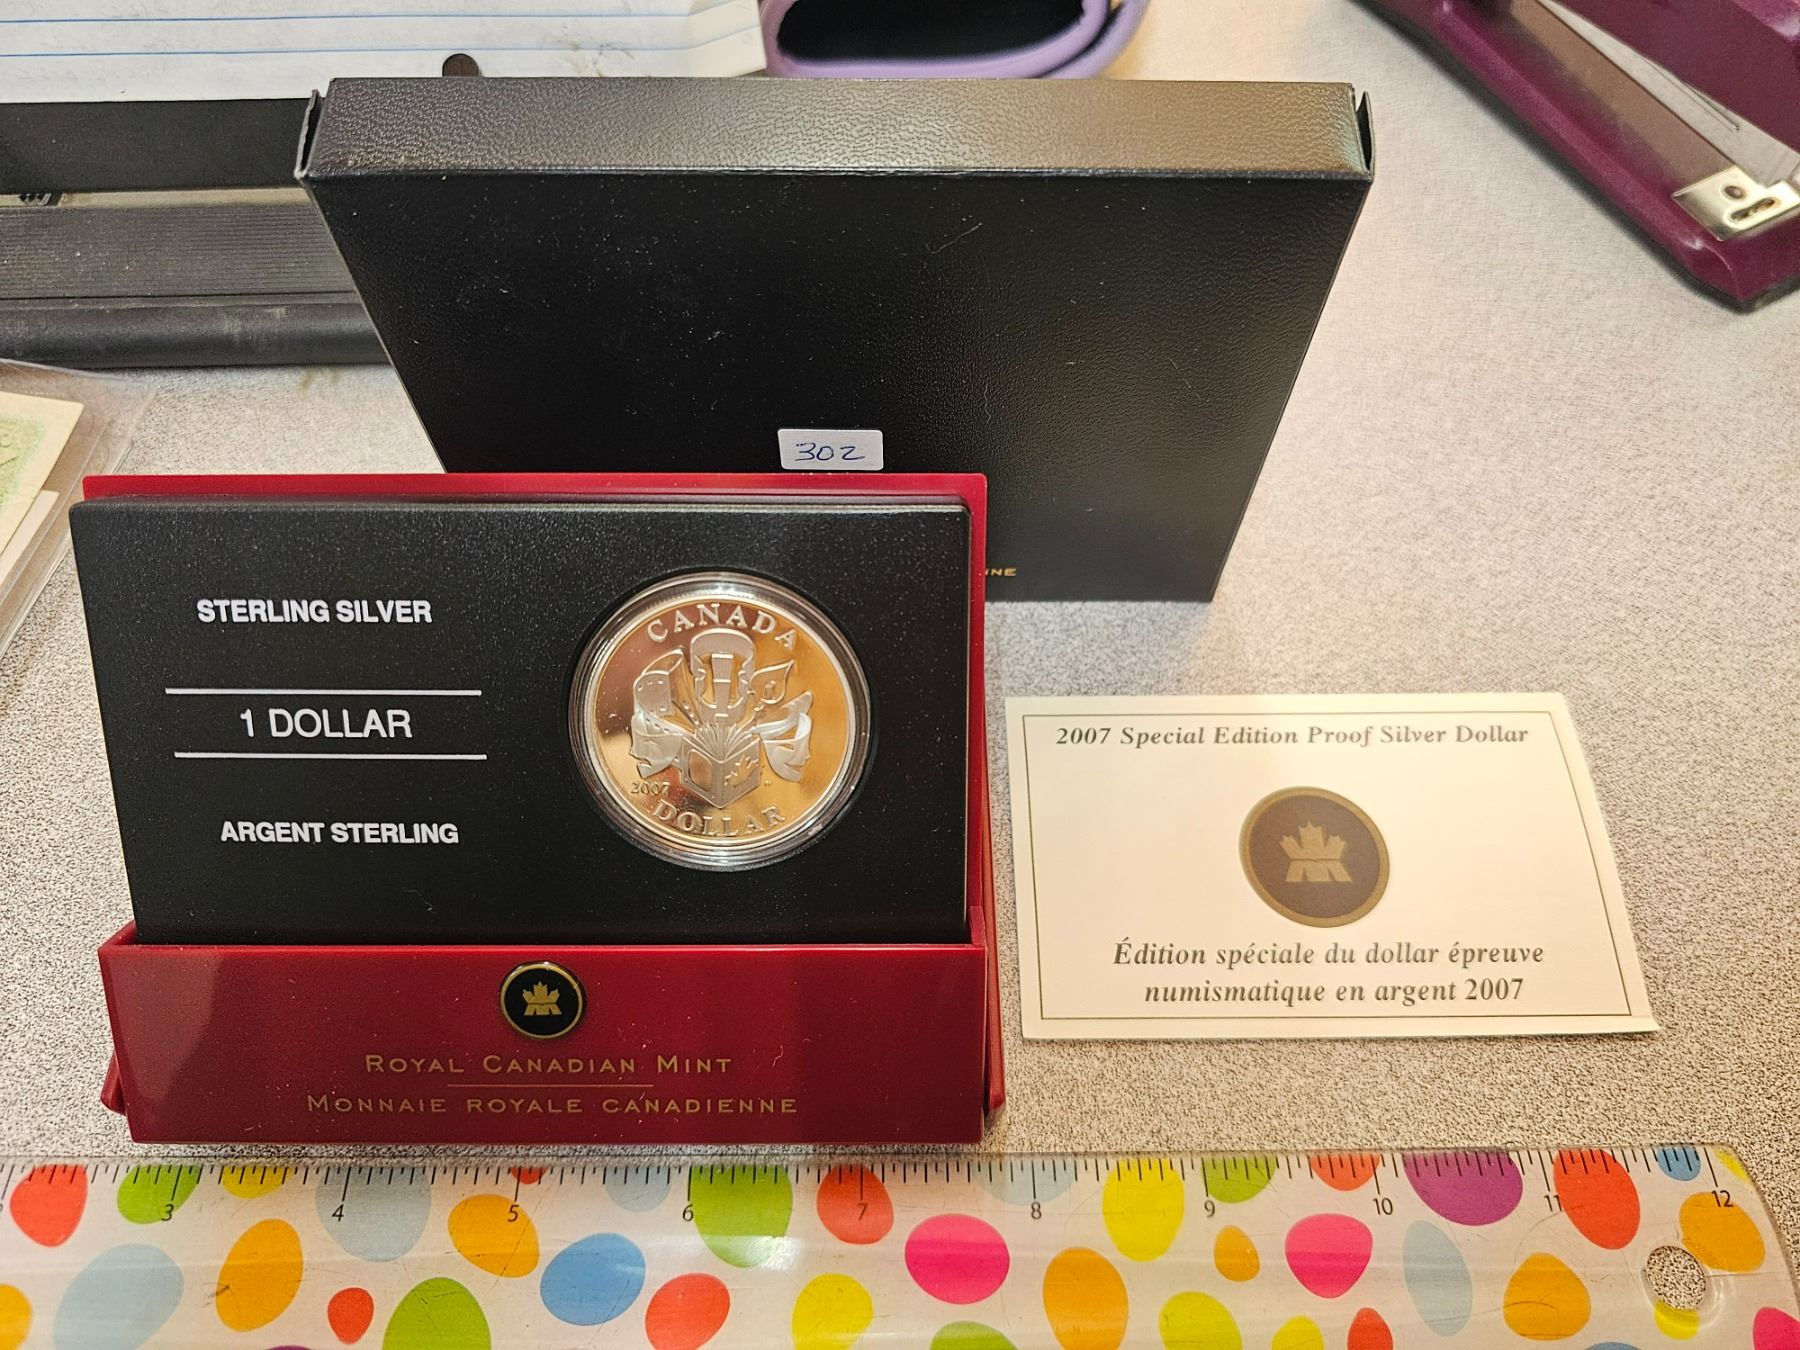 302
NNE
STERLING SILVER
1 DOLLAR
ARGENT STERLING
CANADA
2007
DOLLAR
ROYAL CANADIAN MINT
MONNAIE ROYALE CANADIENNE
2007 Special Edition Proof Silver Dollar
Édition spéciale du dollar épreuve
numismatique en argent 2007
3 4 5 6 7 8 9 10 11 12